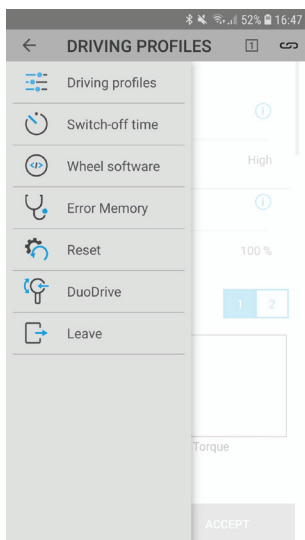 52% 16:47
DRIVING PROFILES 1
Driving profiles
Switch-off time
Wheel software
High
Error Memory
Reset
100 %
DuoDrive
1 2
Leave
Torque
ACCEPT